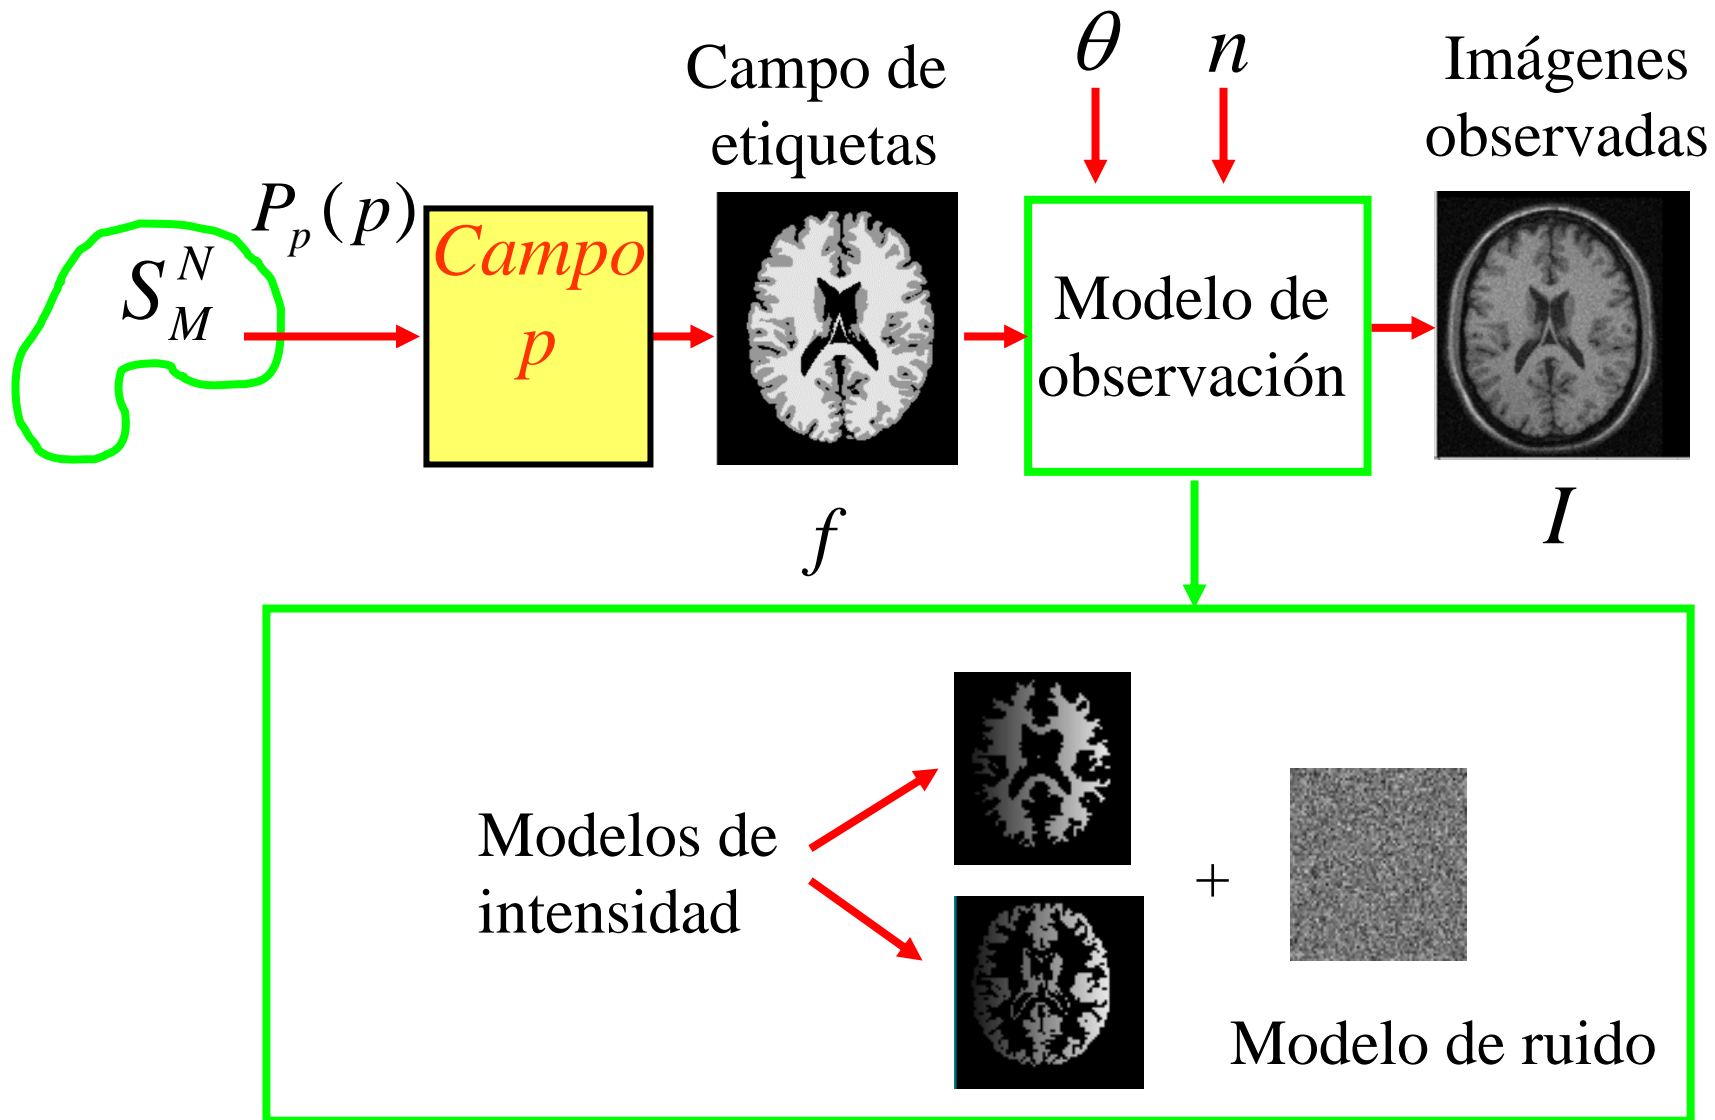 Campo de
etiquetas
θ
n
Imágenes
observadas
P_p(p)
S_M^N
Campo
p
Modelo de
observación
f
I
Modelos de
intensidad
+
Modelo de ruido